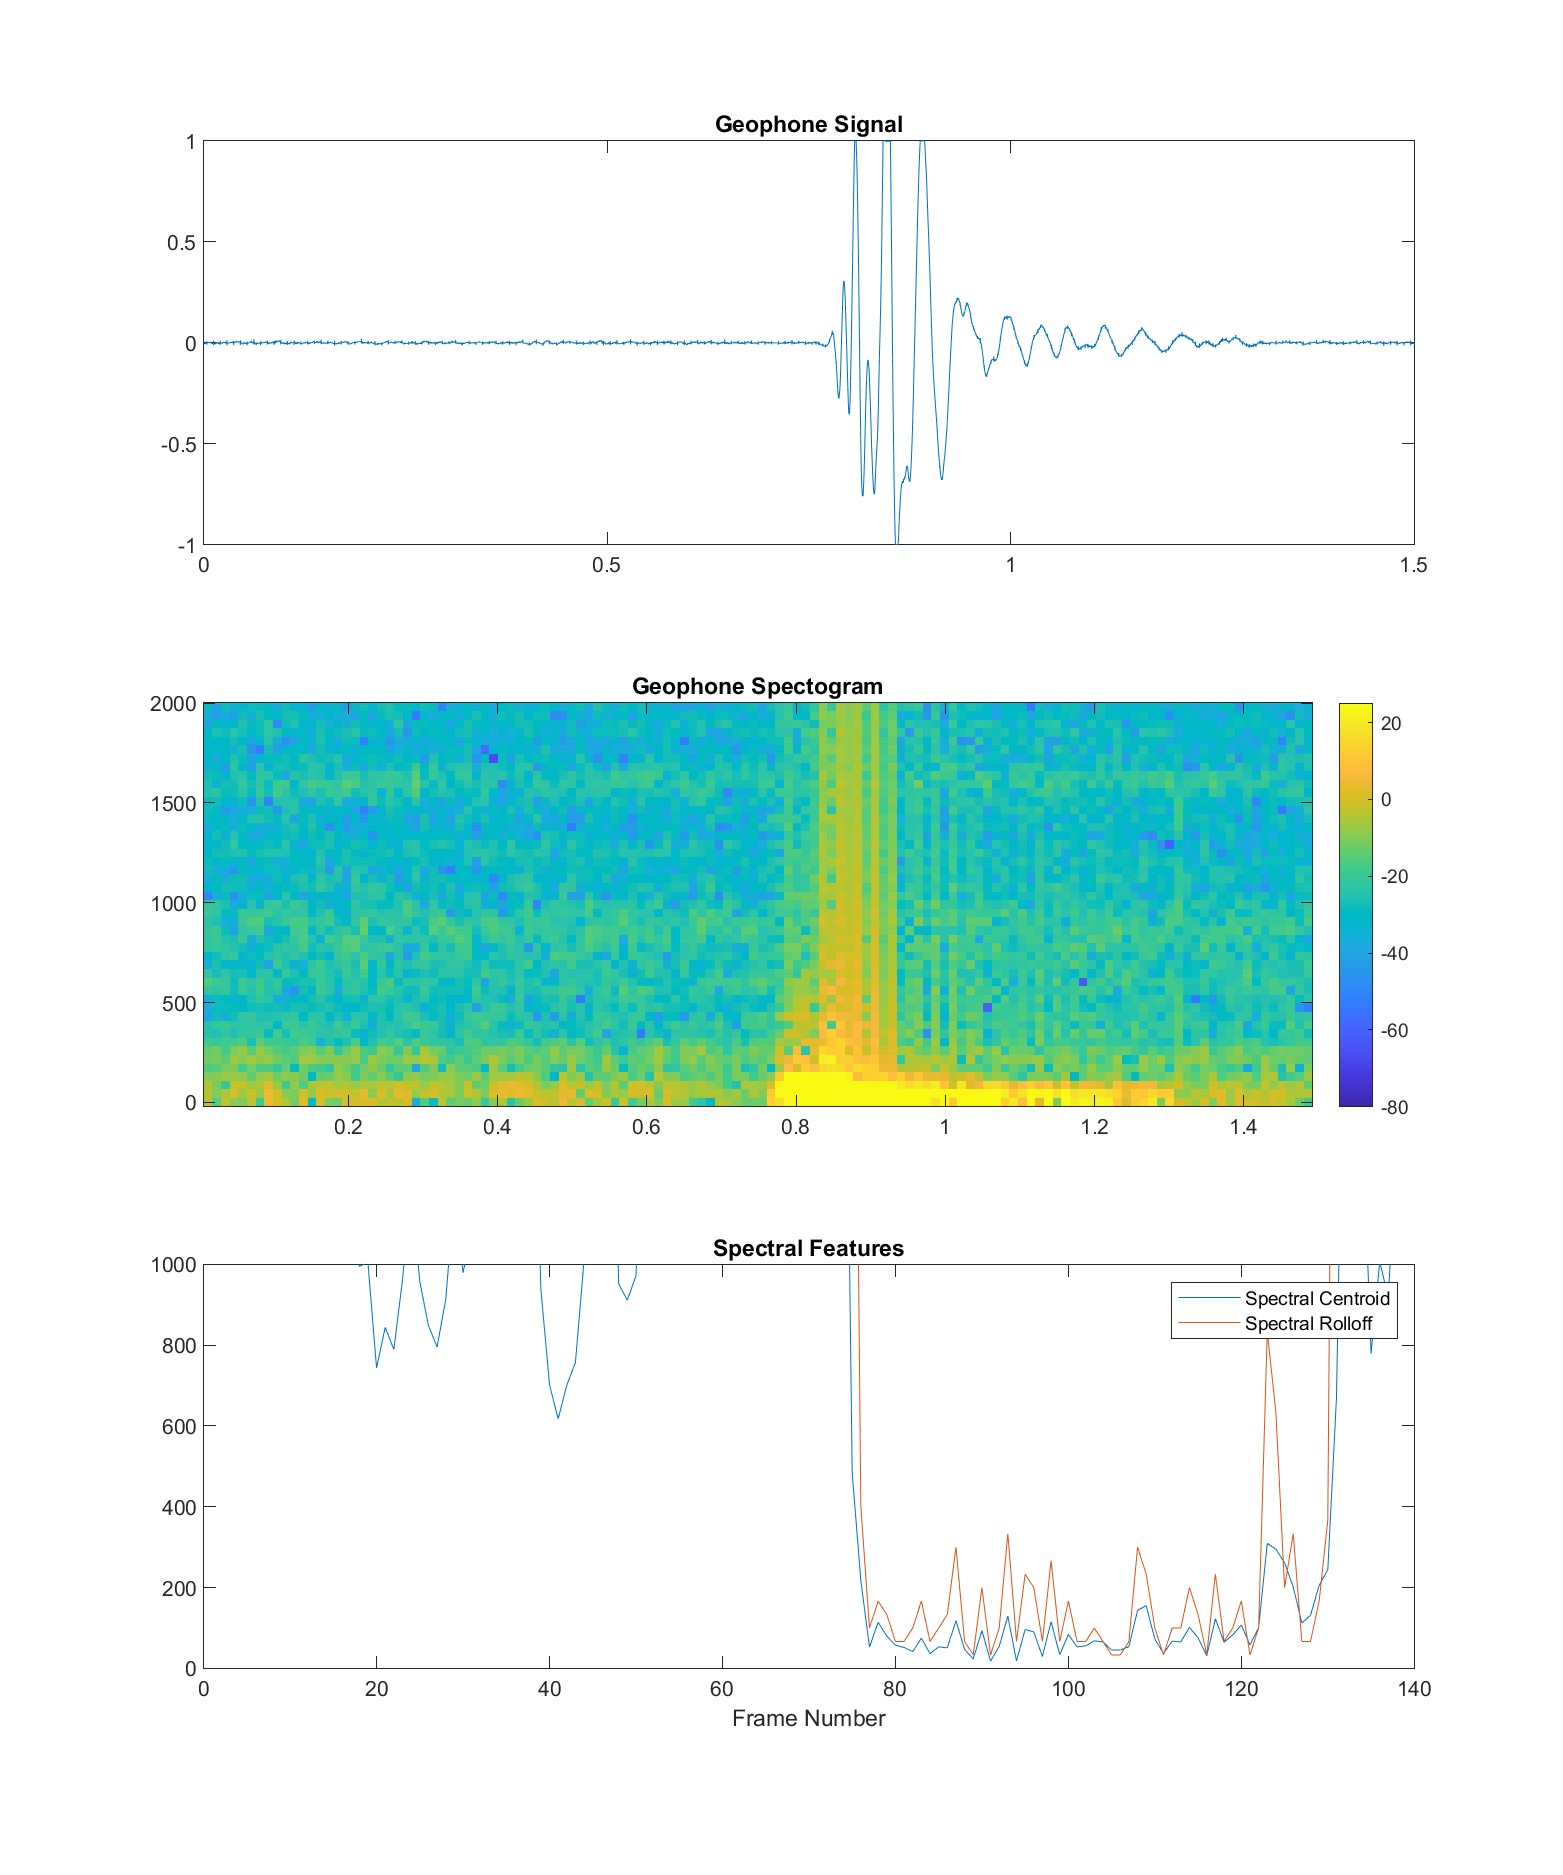 Geophone Signal
1
0.5
0
-0.5
-1
0 0.5 1 1.5
Geophone Spectogram
2000
1500
1000
500
0
0.2 0.4 0.6 0.8 1 1.2 1.4
20
0
-20
-40
-60
-80
Spectral Features
1000
800
600
400
200
0
Spectral Centroid
Spectral Rolloff
0 20 40 60 80 100 120 140
Frame Number